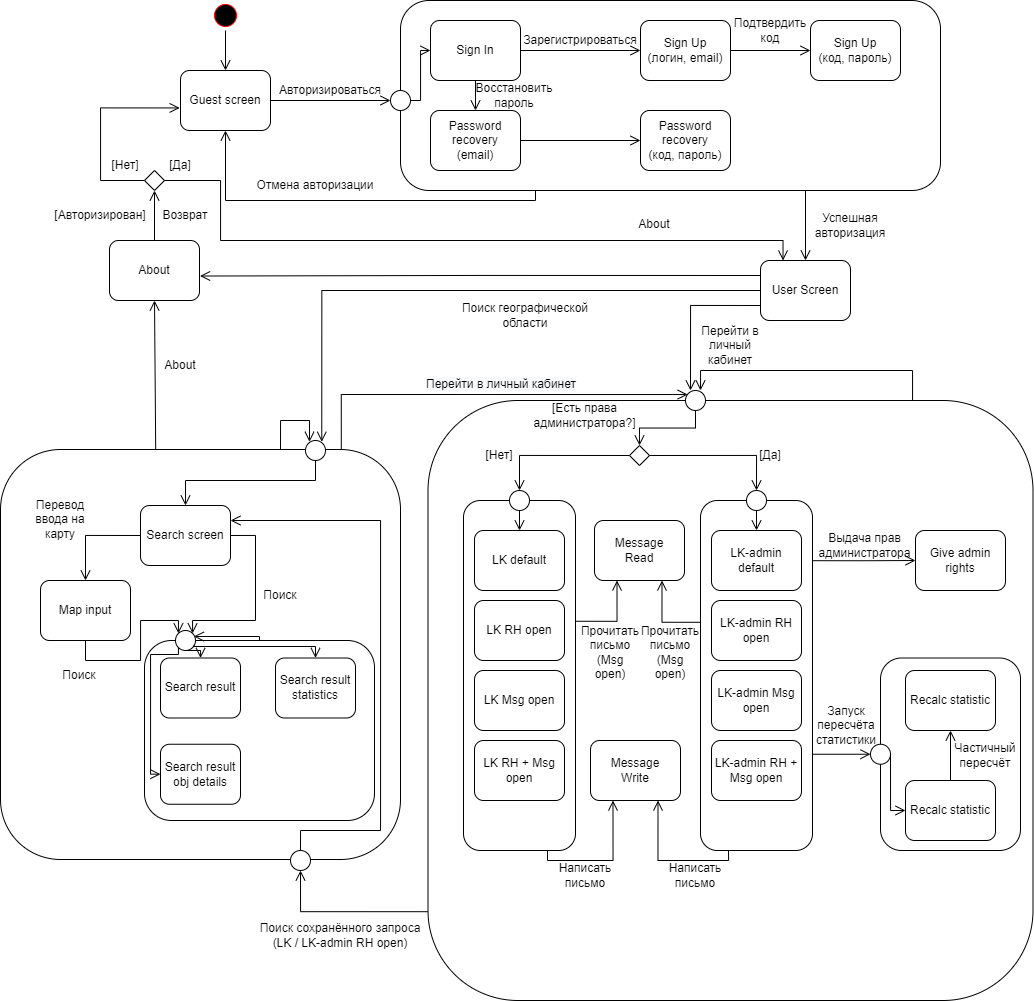 Guest screen
Авторизироваться
Sign In
Зарегистрироваться
Sign Up
(логин, email)
Подтвердить
код
Sign Up
(код, пароль)
Восстановить
пароль
Password
recovery
(email)
Password
recovery
(код, пароль)
[Нет]
[Да]
Отмена авторизации
[Авторизирован]
Возврат
About
Успешная
авторизация
About
User Screen
Поиск географической
области
Перейти в
личный
кабинет
About
Перейти в личный кабинет
[Есть права
администратора?]
[Нет]
[Да]
Перевод
ввода на
карту
Search screen
Map input
Поиск
Поиск
Search result
Search result
statistics
Search result
obj details
LK default
LK RH open
LK Msg open
LK RH + Msg
open
Message
Read
Прочитать
письмо
(Msg
open)
Прочитать
письмо
(Msg
open)
Message
Write
Написать
письмо
Написать
письмо
LK-admin
default
LK-admin RH
open
LK-admin Msg
open
LK-admin RH +
Msg open
Выдача прав
администратора
Give admin
rights
Запуск
пересчёта
статистики
Recalc statistic
Частичный
пересчёт
Recalc statistic
Поиск сохранённого запроса
(LK / LK-admin RH open)